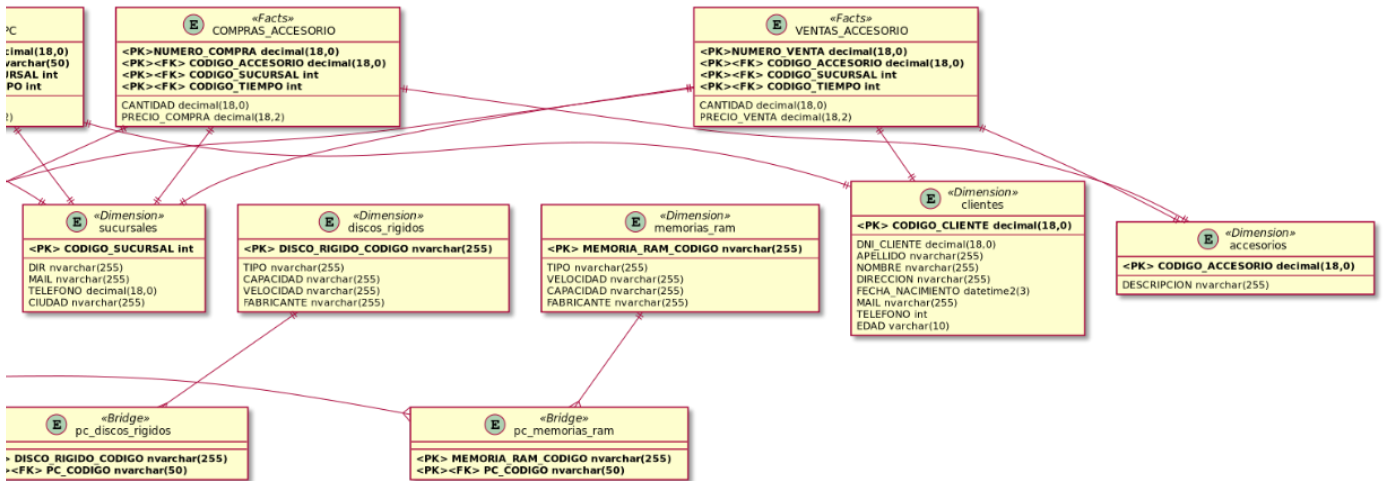 PC
cimal(18,0)
varchar(50)
URSAL int
PO int
2)
E
«Facts»
COMPRAS_ACCESORIO
<PK>NUMERO_COMPRA decimal(18,0)
<PK><FK> CODIGO_ACCESORIO decimal(18,0)
<PK><FK> CODIGO_SUCURSAL int
<PK><FK> CODIGO_TIEMPO int
CANTIDAD decimal(18,0)
PRECIO_COMPRA decimal(18,2)
E
«Facts»
VENTAS_ACCESORIO
<PK>NUMERO_VENTA decimal(18,0)
<PK><FK> CODIGO_ACCESORIO decimal(18,0)
<PK><FK> CODIGO_SUCURSAL int
<PK><FK> CODIGO_TIEMPO int
CANTIDAD decimal(18,0)
PRECIO_VENTA decimal(18,2)
E
«Dimension»
sucursales
<PK> CODIGO_SUCURSAL int
DIR nvarchar(255)
MAIL nvarchar(255)
TELEFONO decimal(18,0)
CIUDAD nvarchar(255)
E
«Dimension»
discos_rigidos
<PK> DISCO_RIGIDO_CODIGO nvarchar(255)
TIPO nvarchar(255)
CAPACIDAD nvarchar(255)
VELOCIDAD nvarchar(255)
FABRICANTE nvarchar(255)
E
«Dimension»
memorias_ram
<PK> MEMORIA_RAM_CODIGO nvarchar(255)
TIPO nvarchar(255)
VELOCIDAD nvarchar(255)
CAPACIDAD nvarchar(255)
FABRICANTE nvarchar(255)
E
«Dimension»
clientes
<PK> CODIGO_CLIENTE decimal(18,0)
DNI_CLIENTE decimal(18,0)
APELLIDO nvarchar(255)
NOMBRE nvarchar(255)
DIRECCION nvarchar(255)
FECHA_NACIMIENTO datetime2(3)
MAIL nvarchar(255)
TELEFONO int
EDAD varchar(10)
E
«Dimension»
accesorios
<PK> CODIGO_ACCESORIO decimal(18,0)
DESCRIPCION nvarchar(255)
E
«Bridge»
pc_discos_rigidos
> DISCO_RIGIDO_CODIGO nvarchar(255)
><FK> PC_CODIGO nvarchar(50)
E
«Bridge»
pc_memorias_ram
<PK> MEMORIA_RAM_CODIGO nvarchar(255)
<PK><FK> PC_CODIGO nvarchar(50)